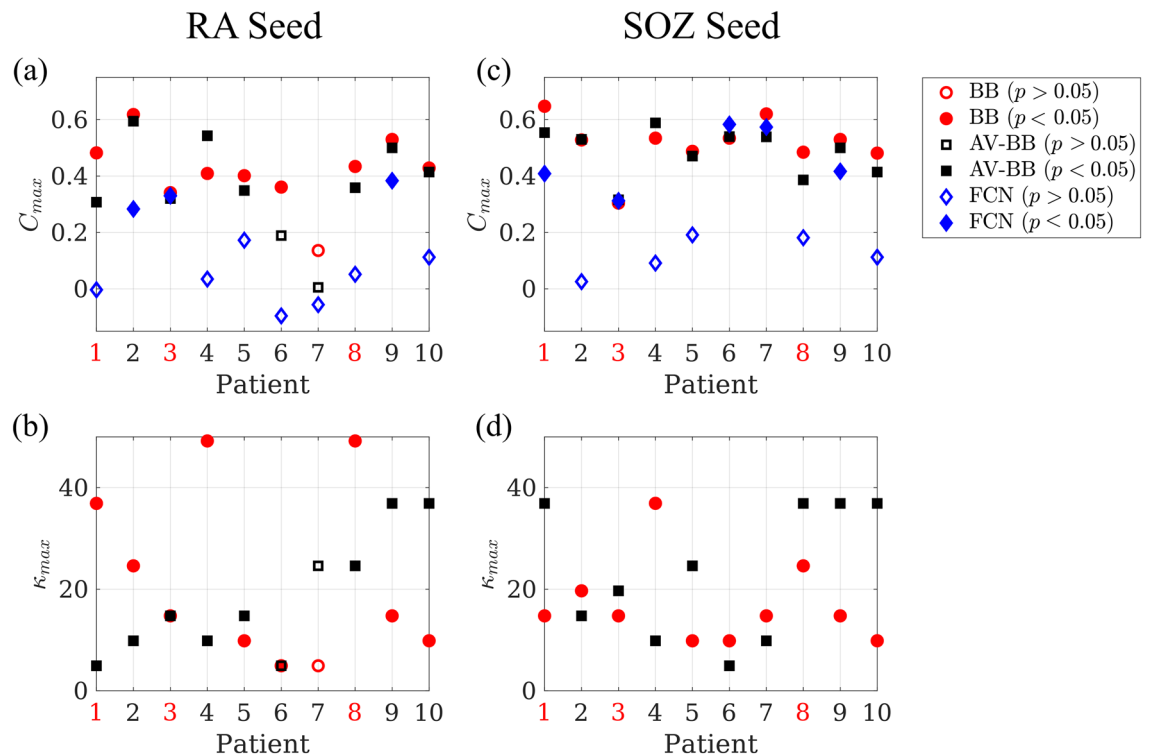 RA Seed
SOZ Seed
(a)
(c)
0.6
0.4
0.2
0
C_max
1 2 3 4 5 6 7 8 9 10
Patient
0.6
0.4
0.2
0
C_max
1 2 3 4 5 6 7 8 9 10
Patient
BB (p > 0.05)
BB (p < 0.05)
AV-BB (p > 0.05)
AV-BB (p < 0.05)
FCN (p > 0.05)
FCN (p < 0.05)
(b)
(d)
40
20
0
κ_max
1 2 3 4 5 6 7 8 9 10
Patient
40
20
0
κ_max
1 2 3 4 5 6 7 8 9 10
Patient